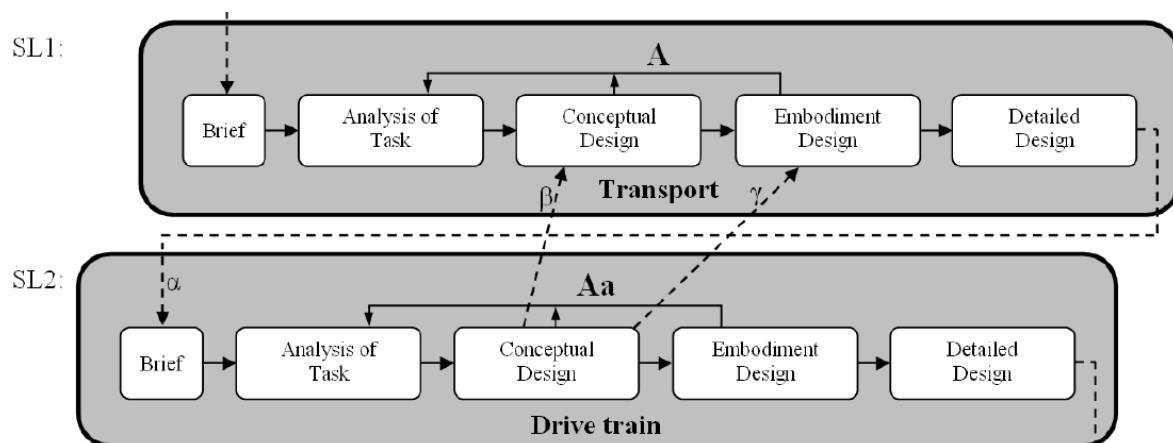 SL1:
A
Brief
Analysis of
Task
Conceptual
Design
Embodiment
Design
Detailed
Design
Transport
β
γ
SL2:
α
Aa
Brief
Analysis of
Task
Conceptual
Design
Embodiment
Design
Detailed
Design
Drive train